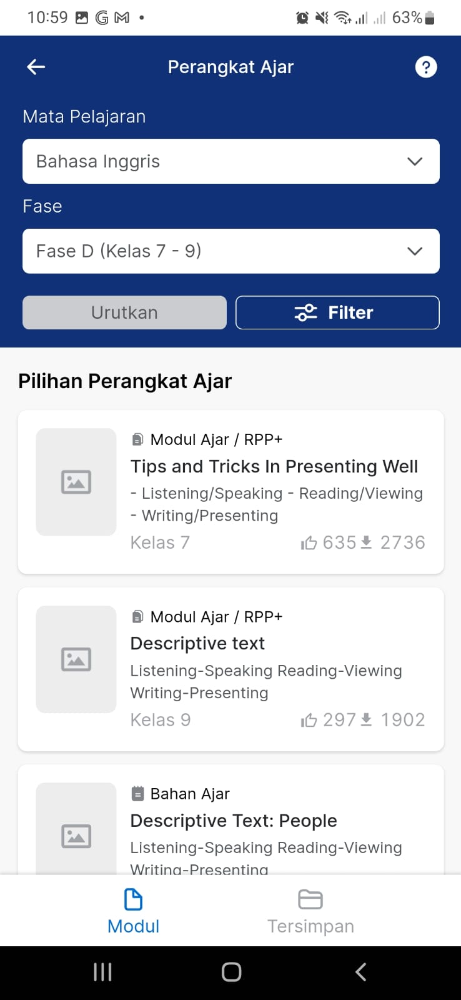 10:59
63%
Perangkat Ajar
?
Mata Pelajaran
Bahasa Inggris
Fase
Fase D (Kelas 7 - 9)
Urutkan
Filter
Pilihan Perangkat Ajar
Modul Ajar / RPP+
Tips and Tricks In Presenting Well
- Listening/Speaking - Reading/Viewing
- Writing/Presenting
Kelas 7 635 2736
Modul Ajar / RPP+
Descriptive text
Listening-Speaking Reading-Viewing
Writing-Presenting
Kelas 9 297 1902
Bahan Ajar
Descriptive Text: People
Listening-Speaking Reading-Viewing
Writing-Presenting
Modul
Tersimpan